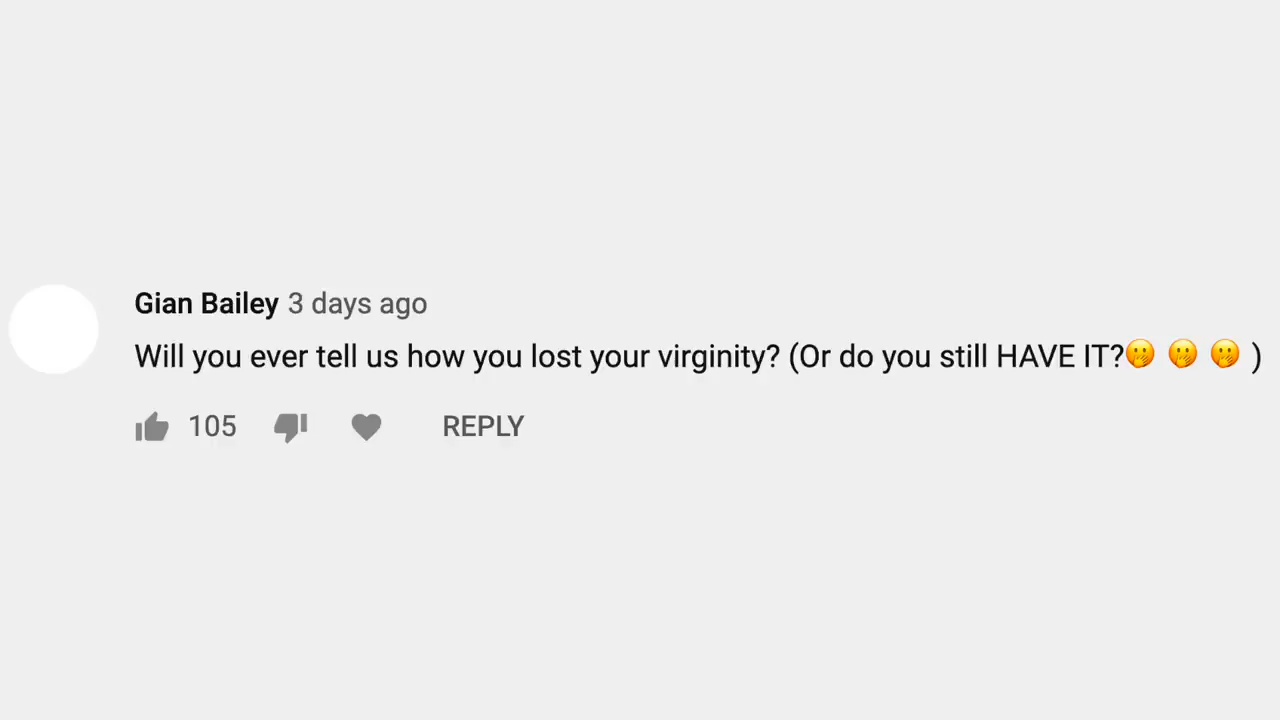 Gian Bailey 3 days ago
Will you ever tell us how you lost your virginity? (Or do you still HAVE IT?🤭 🤭 🤭 )
105 REPLY